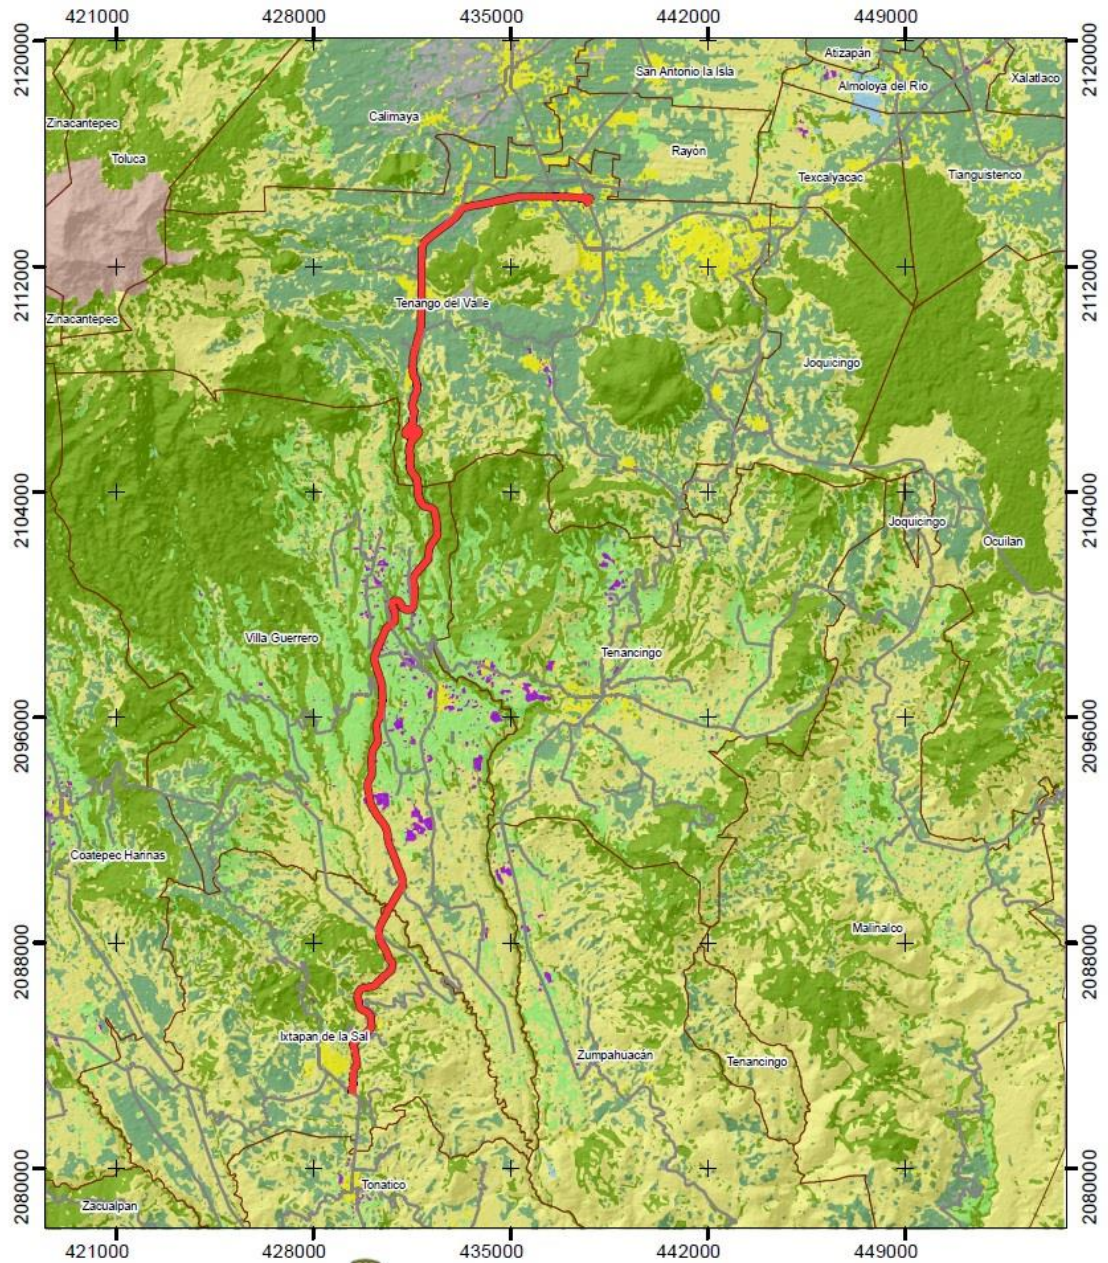 421000 428000 435000 442000 449000
2120000 2120000
Atizapán
San Antonio la Isla
Xalatlaco
Almoloya del Río
Calimaya
Zinacantepec
Rayón
Toluca
Tianguistenco
Texcalyacac
2112000 2112000
Tenango del Valle
Zinacantepec
Joquicingo
2104000 2104000
Joquicingo
Ocuilan
Villa Guerrero
Tenancingo
2096000 2096000
Coatepec Harinas
Malinalco
2088000 2088000
Ixtapan de la Sal
Zumpahuacán
Tenancingo
2080000 2080000
Tonatico
Zacualpan
421000 428000 435000 442000 449000